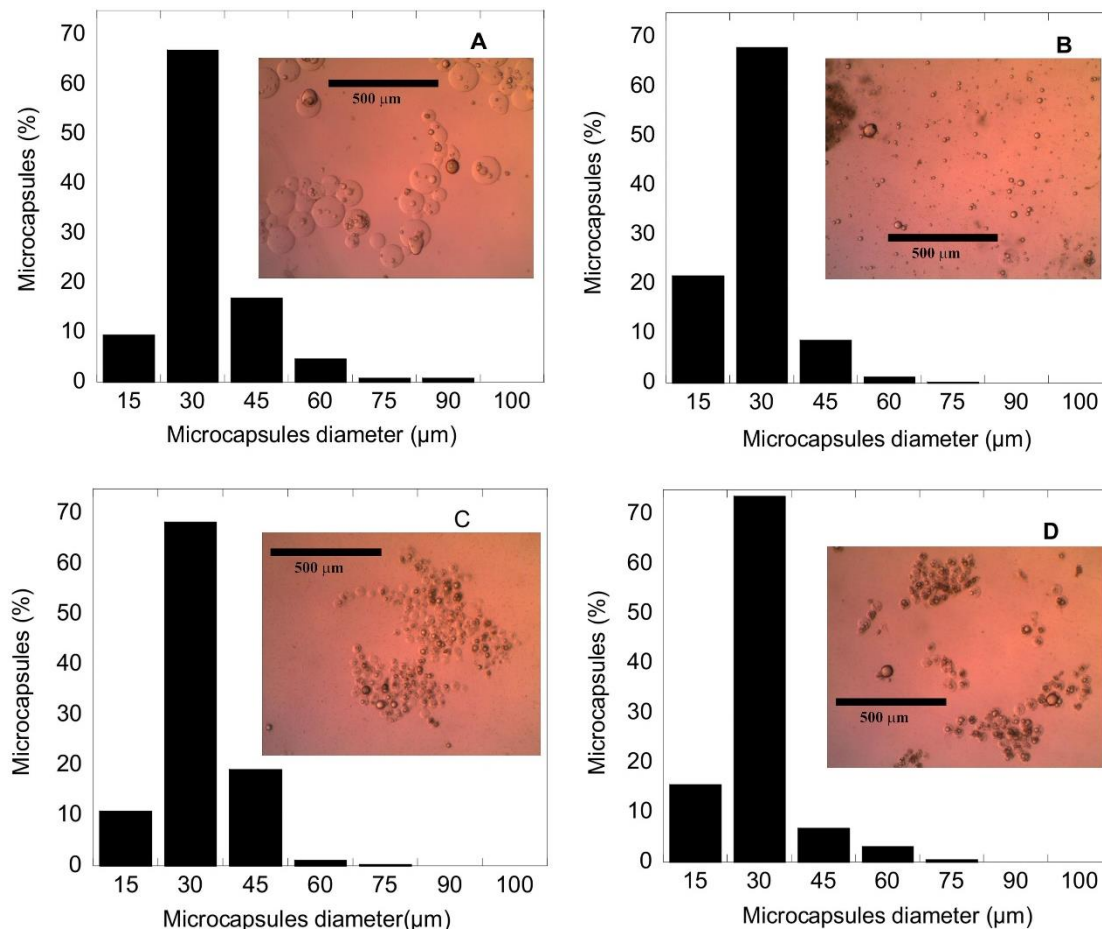 A
70
60
50
40
30
20
10
0
Microcapsules (%)
500 µm
15 30 45 60 75 90 100
Microcapsules diameter (µm)
B
70
60
50
40
30
20
10
0
Microcapsules (%)
500 µm
15 30 45 60 75 90 100
Microcapsules diameter (µm)
C
70
60
50
40
30
20
10
0
Microcapsules (%)
500 µm
15 30 45 60 75 90 100
Microcapsules diameter(µm)
D
70
60
50
40
30
20
10
0
Microcapsules (%)
500 µm
15 30 45 60 75 90 100
Microcapsules diameter (µm)